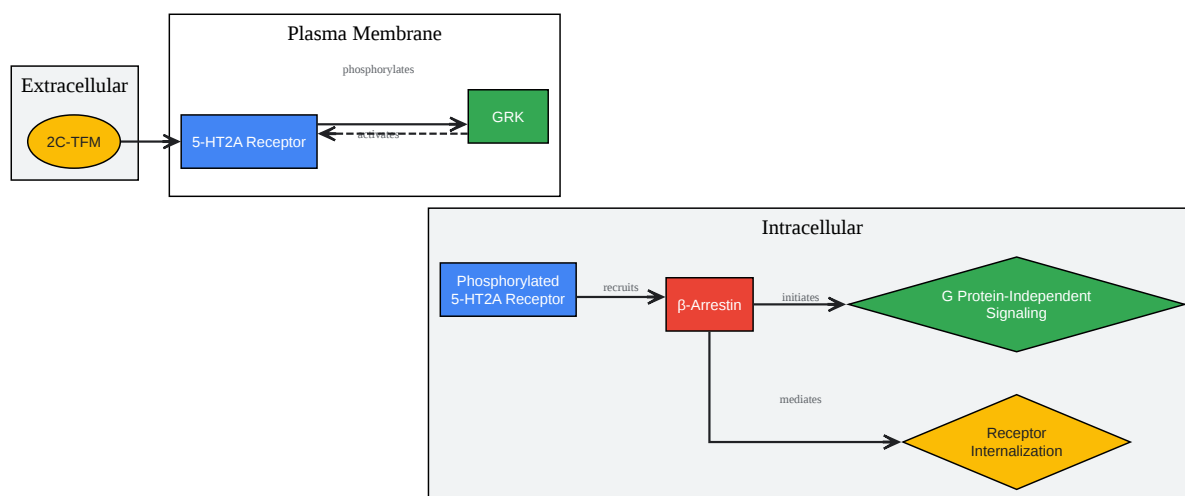 Plasma Membrane
phosphorylates
Extracellular
GRK
2C-TFM
5-HT2A Receptor
activates
Intracellular
Phosphorylated
5-HT2A Receptor
recruits
β-Arrestin
initiates
G Protein-Independent
Signaling
mediates
Receptor
Internalization